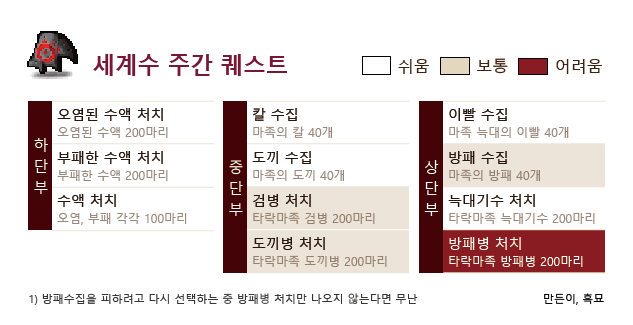 세계수 주간 퀘스트
쉬움
보통
어려움
하단부
오염된 수액 처치
오염된 수액 200마리
부패한 수액 처치
부패한 수액 200마리
수액 처치
오염, 부패 각각 100마리
중단부
칼 수집
마족의 칼 40개
도끼 수집
마족의 도끼 40개
검병 처치
타락마족 검병 200마리
도끼병 처치
타락마족 도끼병 200마리
상단부
이빨 수집
마족 늑대의 이빨 40개
방패 수집
마족의 방패 40개
늑대기수 처치
타락마족 늑대기수 200마리
방패병 처치
타락마족 방패병 200마리
1) 방패수집을 피하려고 다시 선택하는 중 방패병 처치만 나오지 않는다면 무난
만든이, 흑묘